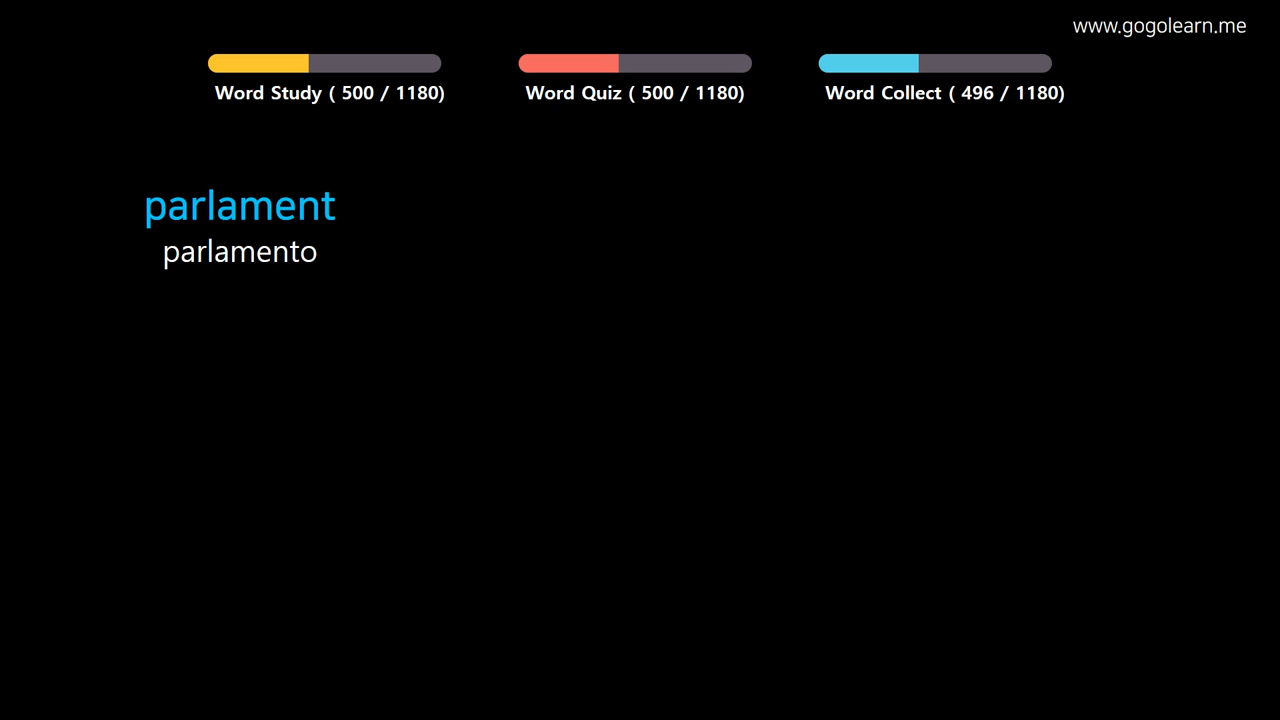 www.gogolearn.me
Word Study ( 500 / 1180)
Word Quiz ( 500 / 1180)
Word Collect ( 496 / 1180)
parlament
parlamento